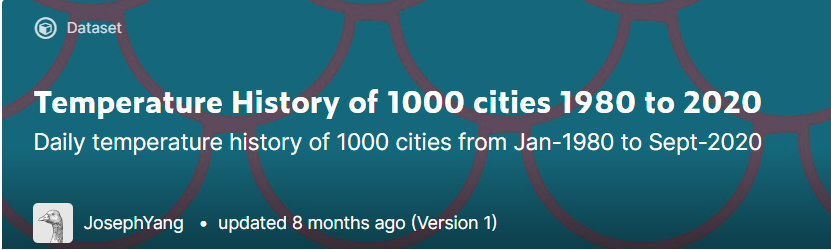 Dataset
Temperature History of 1000 cities 1980 to 2020
Daily temperature history of 1000 cities from Jan-1980 to Sept-2020
JosephYang • updated 8 months ago (Version 1)